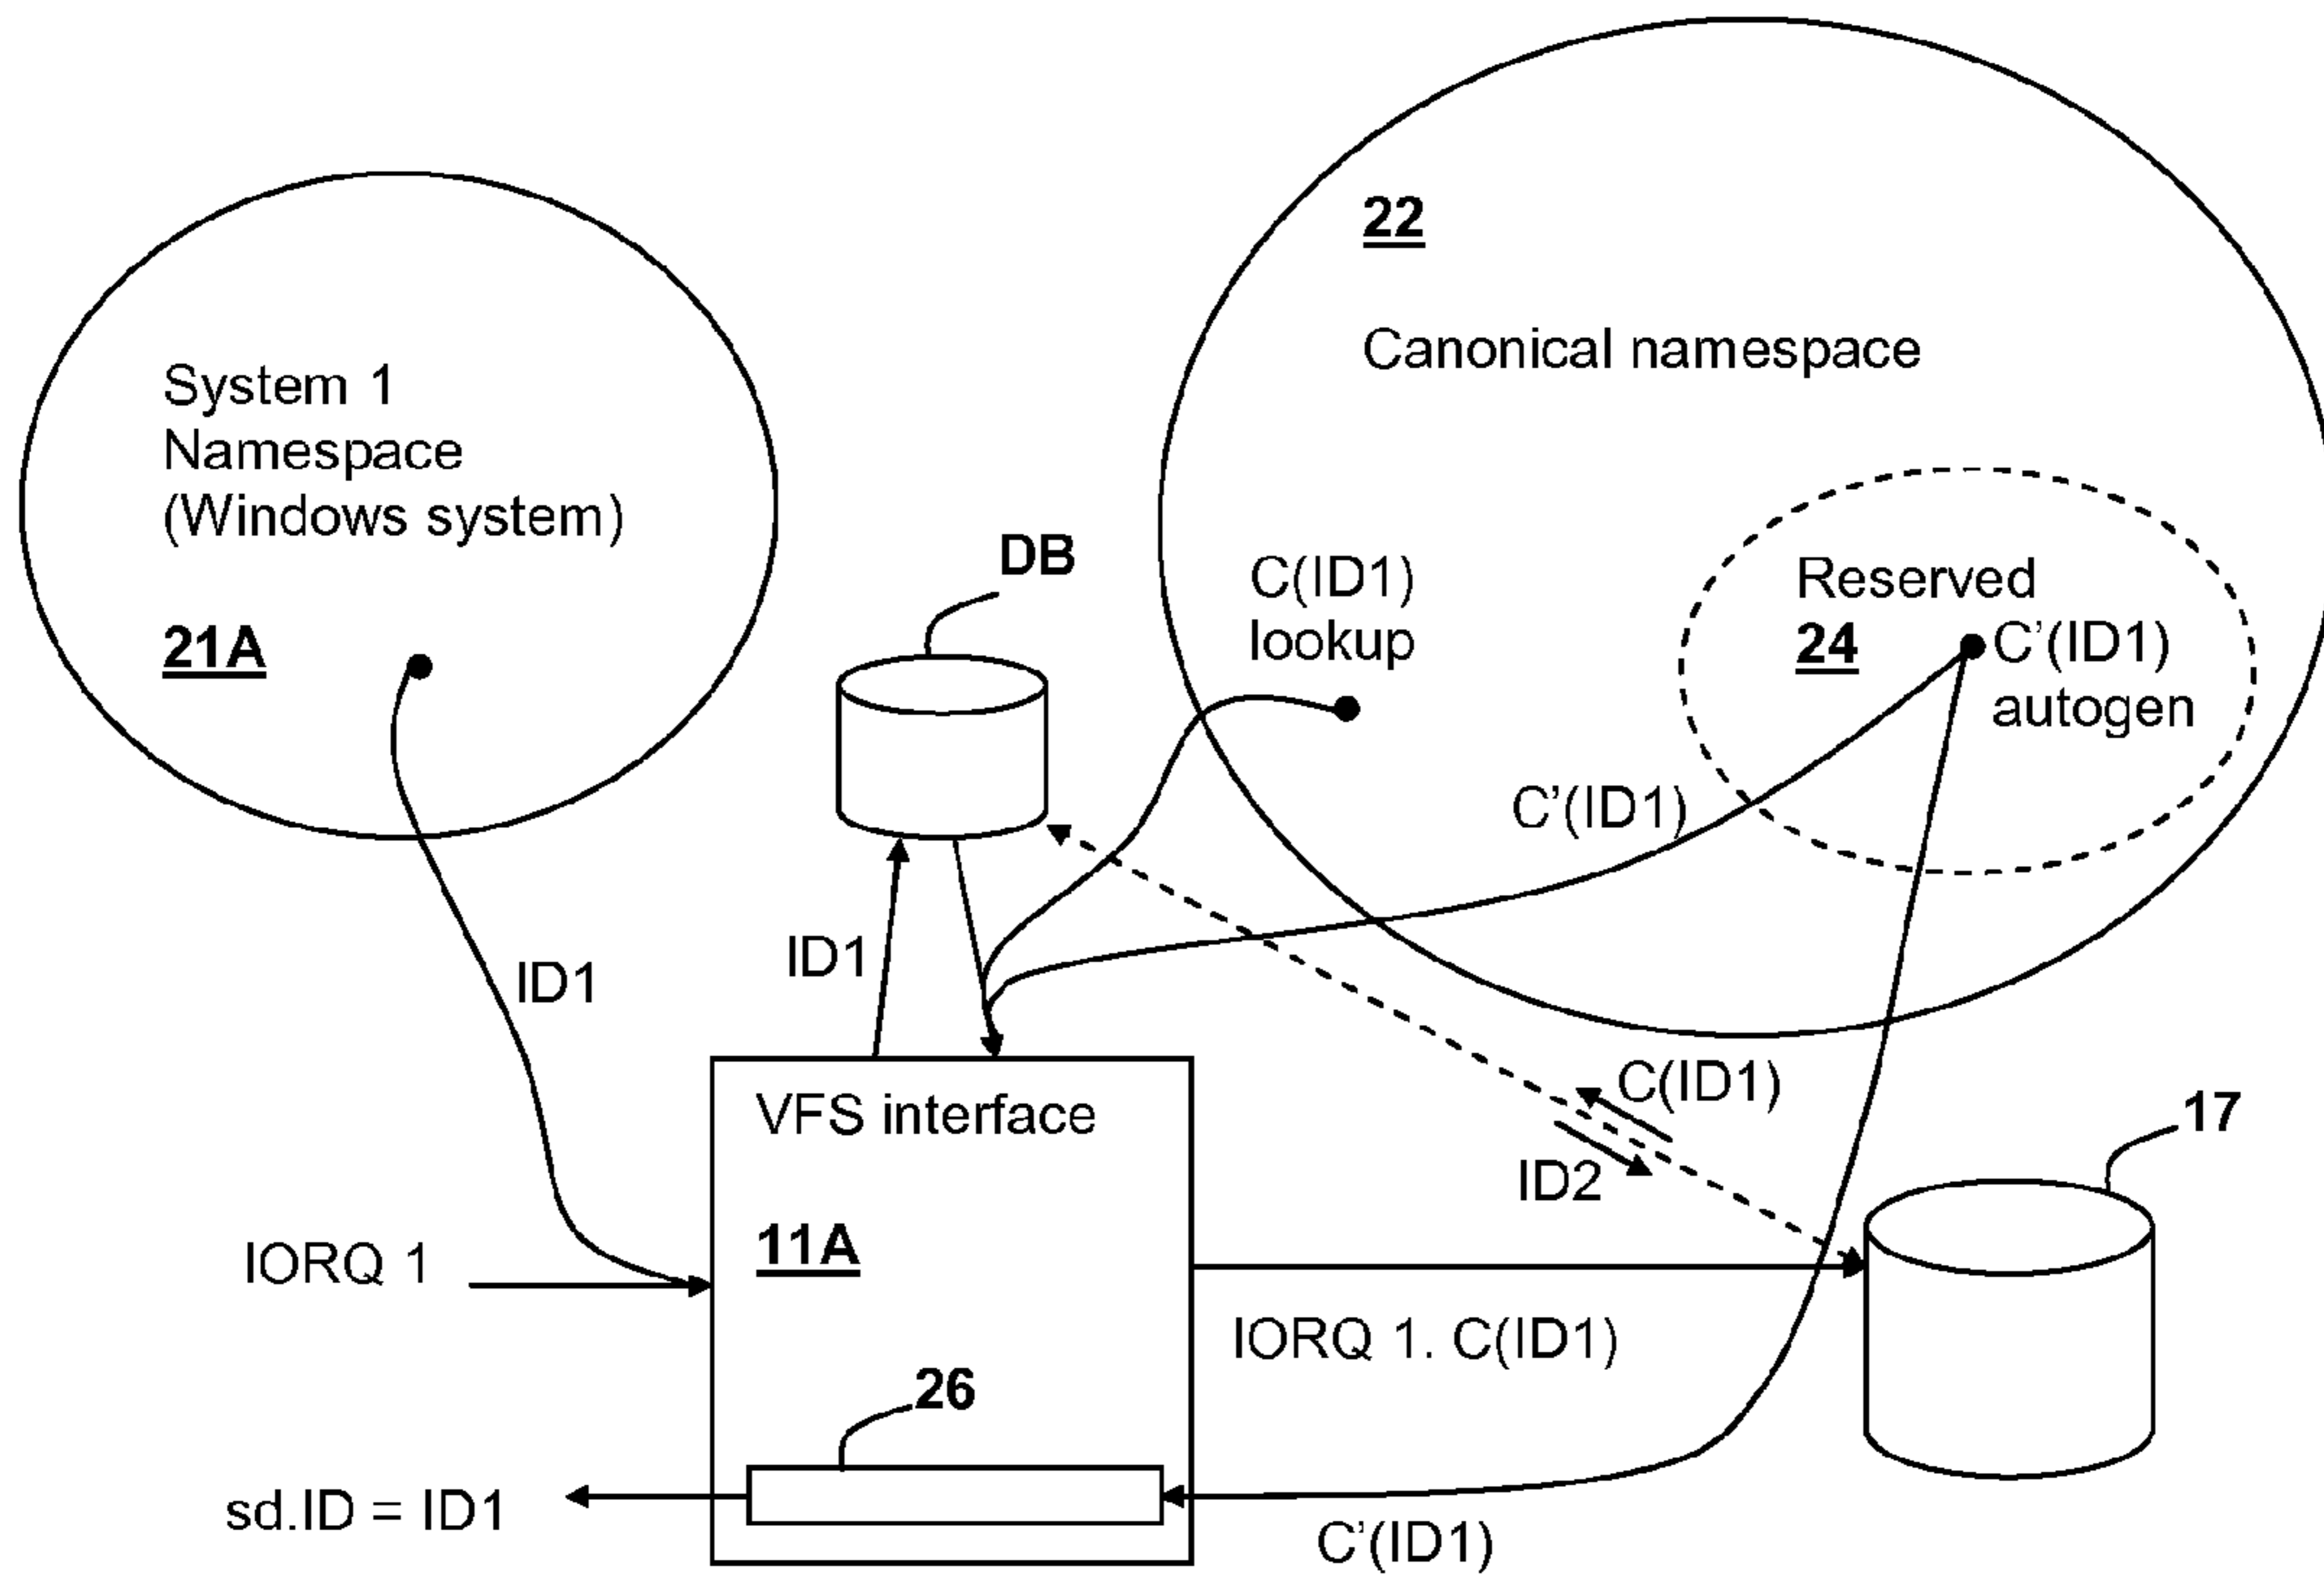 22
Canonical namespace
System 1
Namespace
(Windows system)
21A
DB
C(ID1)
lookup
Reserved
24
C’(ID1)
autogen
C’(ID1)
ID1
ID1
C(ID1)
ID2
17
VFS interface
11A
IORQ 1
IORQ 1. C(ID1)
26
sd.ID = ID1
C’(ID1)